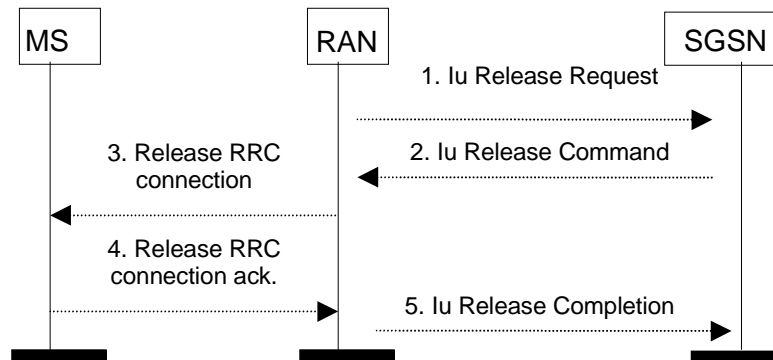 MS
RAN
SGSN
1. Iu Release Request
2. Iu Release Command
3. Release RRC
connection
4. Release RRC
connection ack.
5. Iu Release Completion